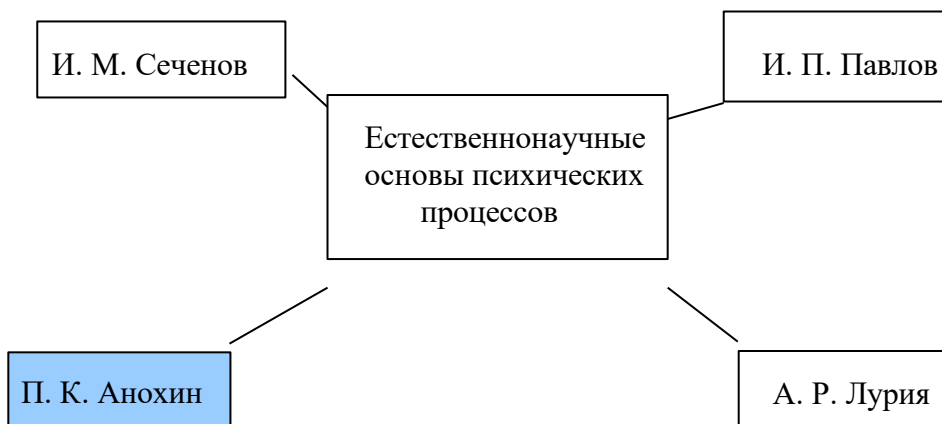 И. М. Сеченов
И. П. Павлов
Естественнонаучные
основы психических
процессов
П. К. Анохин
А. Р. Лурия